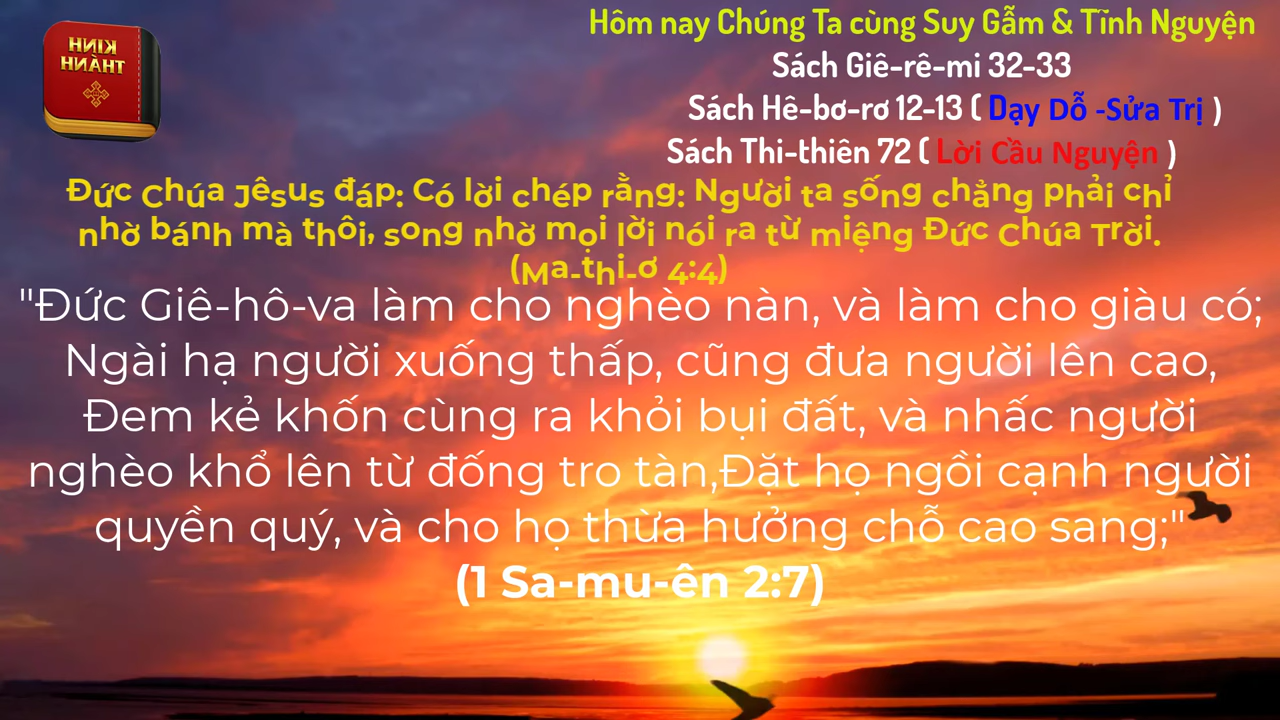 KINH
THÁNH
Hôm nay Chúng Ta cùng Suy Gẫm & Tĩnh Nguyện
Sách Giê-rê-mi 32-33
Sách Hê-bơ-rơ 12-13 ( Dạy Dỗ -Sửa Trị )
Sách Thi-thiên 72 ( Lời Cầu Nguyện )
Đức Chúa Jêsus đáp: Có lời chép rằng: Người ta sống chẳng phải chỉ
nhờ bánh mà thôi, song nhờ mọi lời nói ra từ miệng Đức Chúa Trời.
(Ma-thi-ơ 4:4)
"Đức Giê-hô-va làm cho nghèo nàn, và làm cho giàu có;
Ngài hạ người xuống thấp, cũng đưa người lên cao,
Đem kẻ khốn cùng ra khỏi bụi đất, và nhấc người
nghèo khổ lên từ đống tro tàn,Đặt họ ngồi cạnh người
quyền quý, và cho họ thừa hưởng chỗ cao sang;"
(1 Sa-mu-ên 2:7)